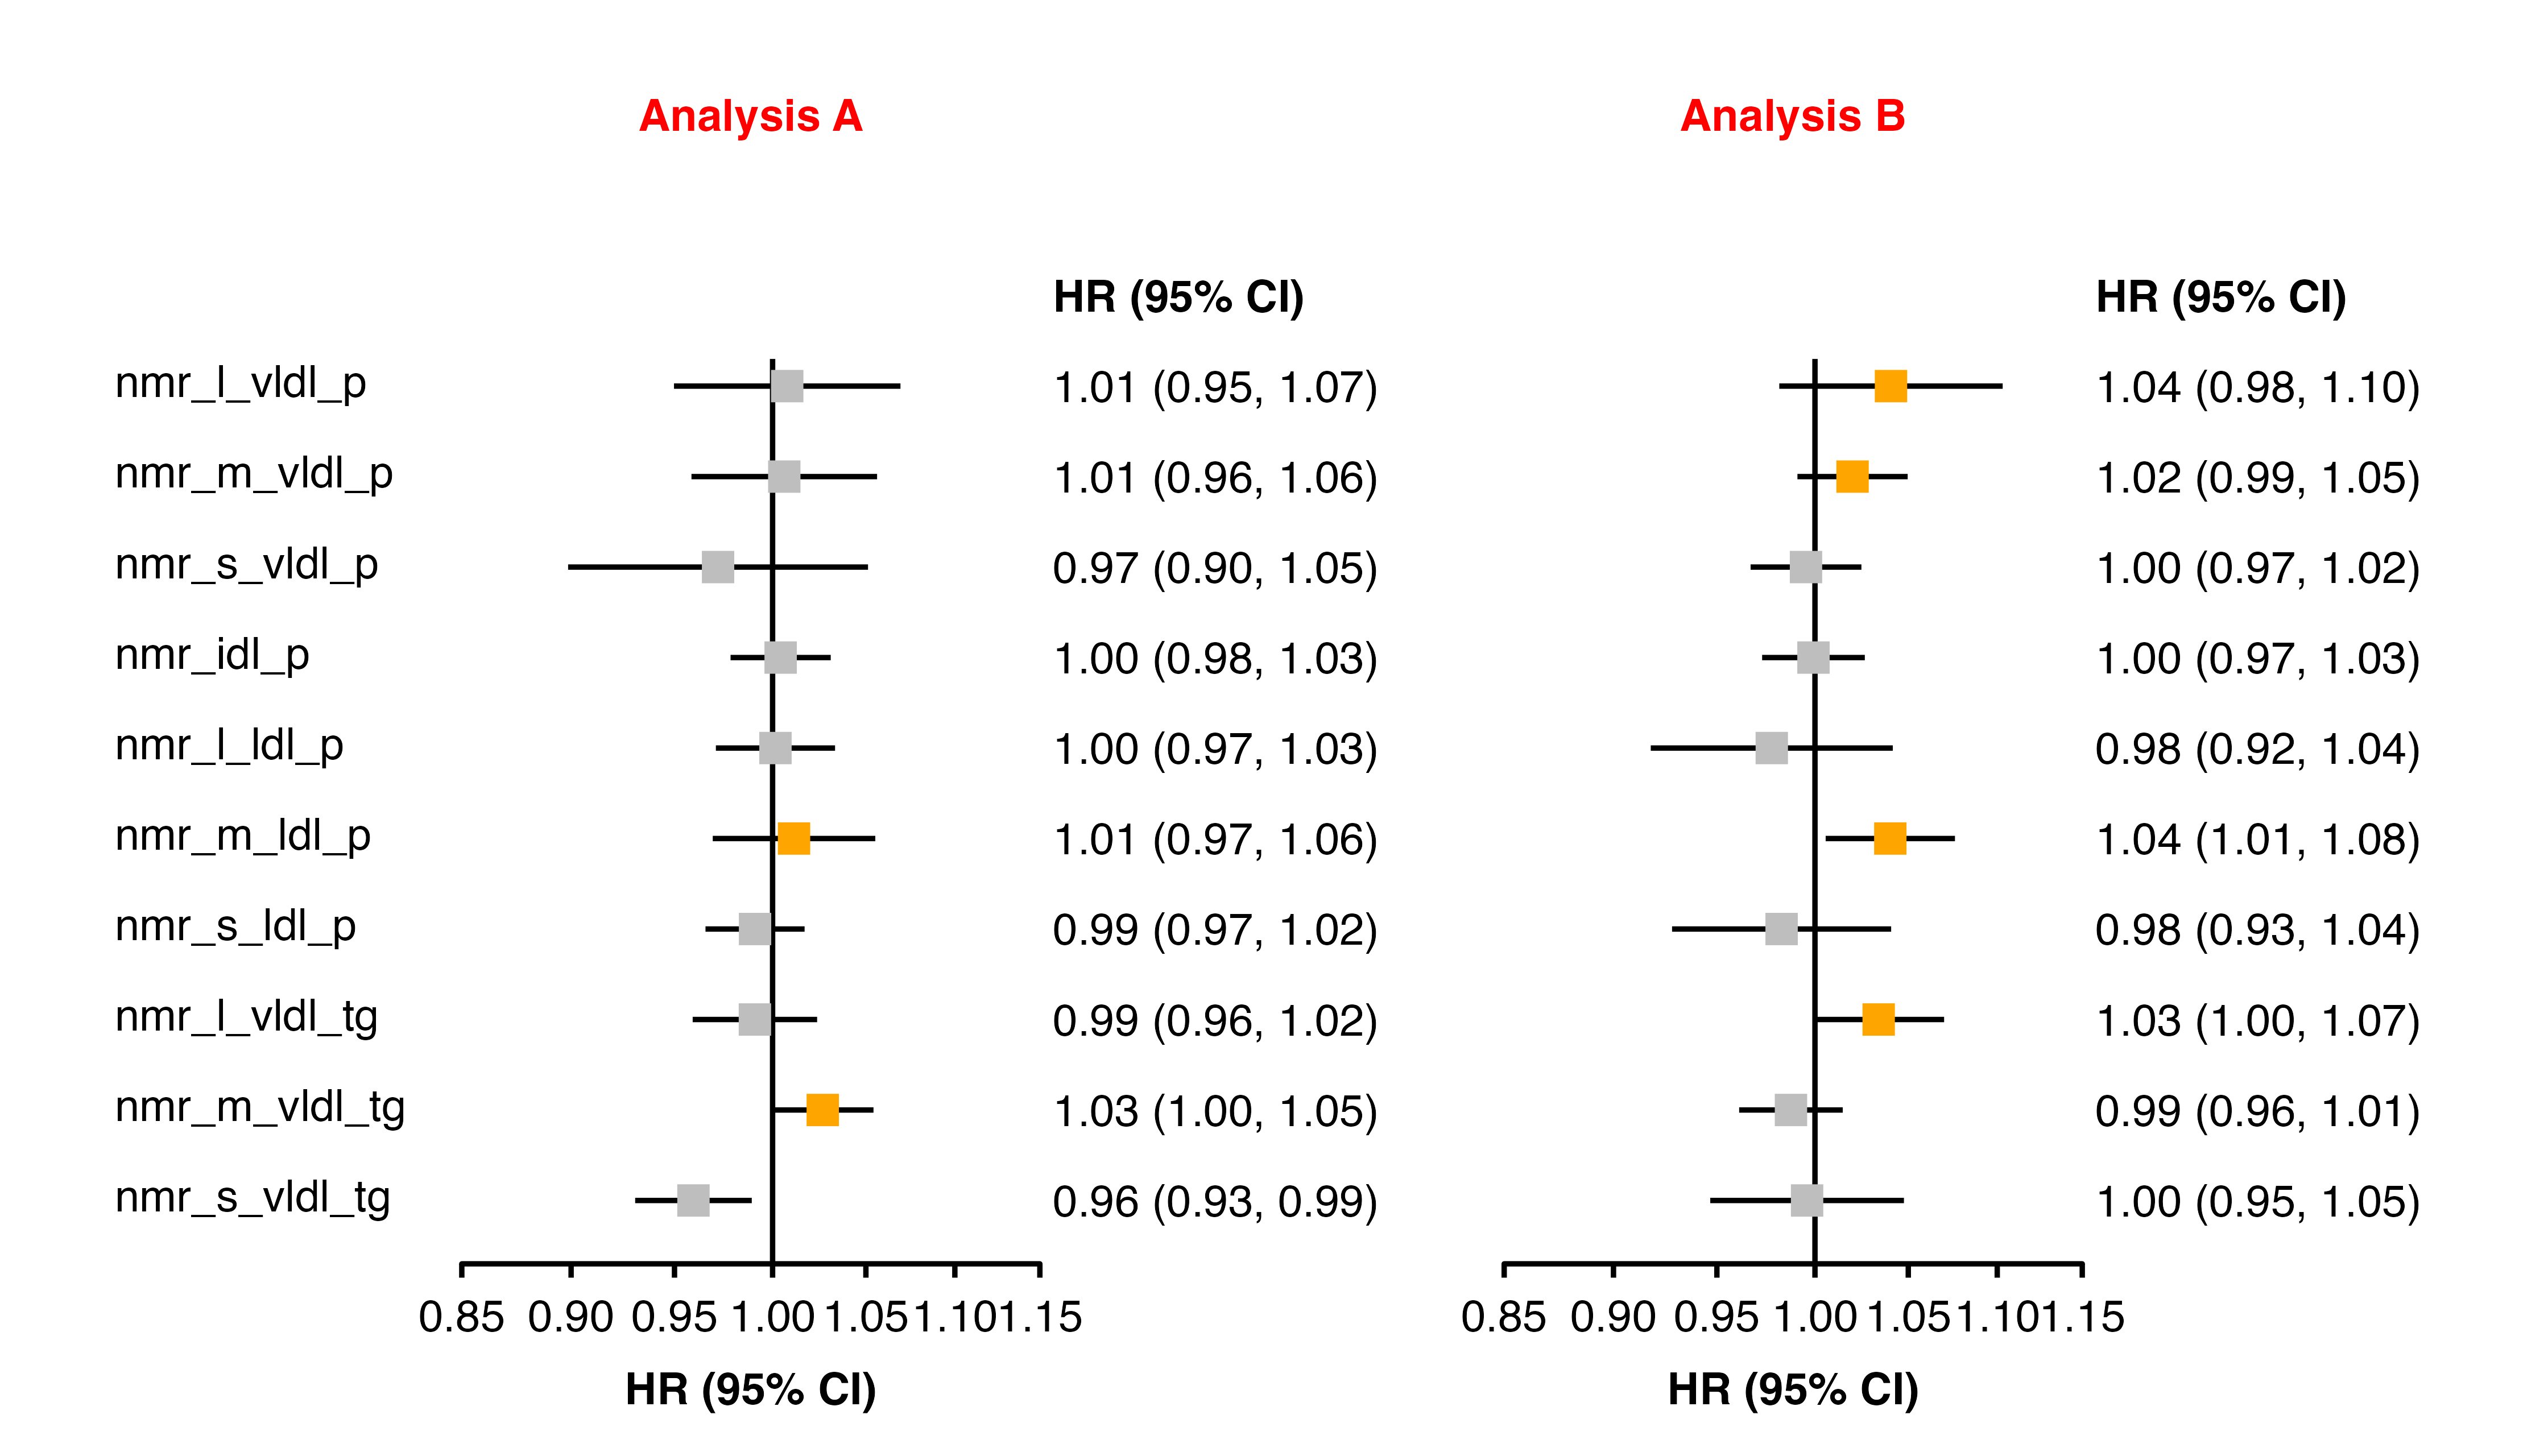 Analysis A Analysis B
HR (95% CI) HR (95% CI)
nmr_l_vldl_p 1.01 (0.95, 1.07) 1.04 (0.98, 1.10)
nmr_m_vldl_p 1.01 (0.96, 1.06) 1.02 (0.99, 1.05)
nmr_s_vldl_p 0.97 (0.90, 1.05) 1.00 (0.97, 1.02)
nmr_idl_p 1.00 (0.98, 1.03) 1.00 (0.97, 1.03)
nmr_l_ldl_p 1.00 (0.97, 1.03) 0.98 (0.92, 1.04)
nmr_m_ldl_p 1.01 (0.97, 1.06) 1.04 (1.01, 1.08)
nmr_s_ldl_p 0.99 (0.97, 1.02) 0.98 (0.93, 1.04)
nmr_l_vldl_tg 0.99 (0.96, 1.02) 1.03 (1.00, 1.07)
nmr_m_vldl_tg 1.03 (1.00, 1.05) 0.99 (0.96, 1.01)
nmr_s_vldl_tg 0.96 (0.93, 0.99) 1.00 (0.95, 1.05)
0.85 0.90 0.95 1.00 1.05 1.10 1.15 0.85 0.90 0.95 1.00 1.05 1.10 1.15
HR (95% CI) HR (95% CI)